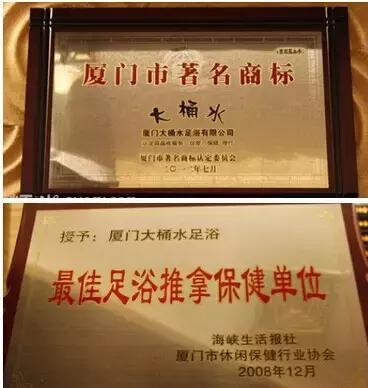 厦门市著名商标
大桶水
厦门大桶水足浴有限公司
厦门市著名商标认定委员会
二〇一二年七月
授予：厦门大桶水足浴
最佳足浴推拿保健单位
海峡生活报社
厦门市休闲保健行业协会
2008年12月